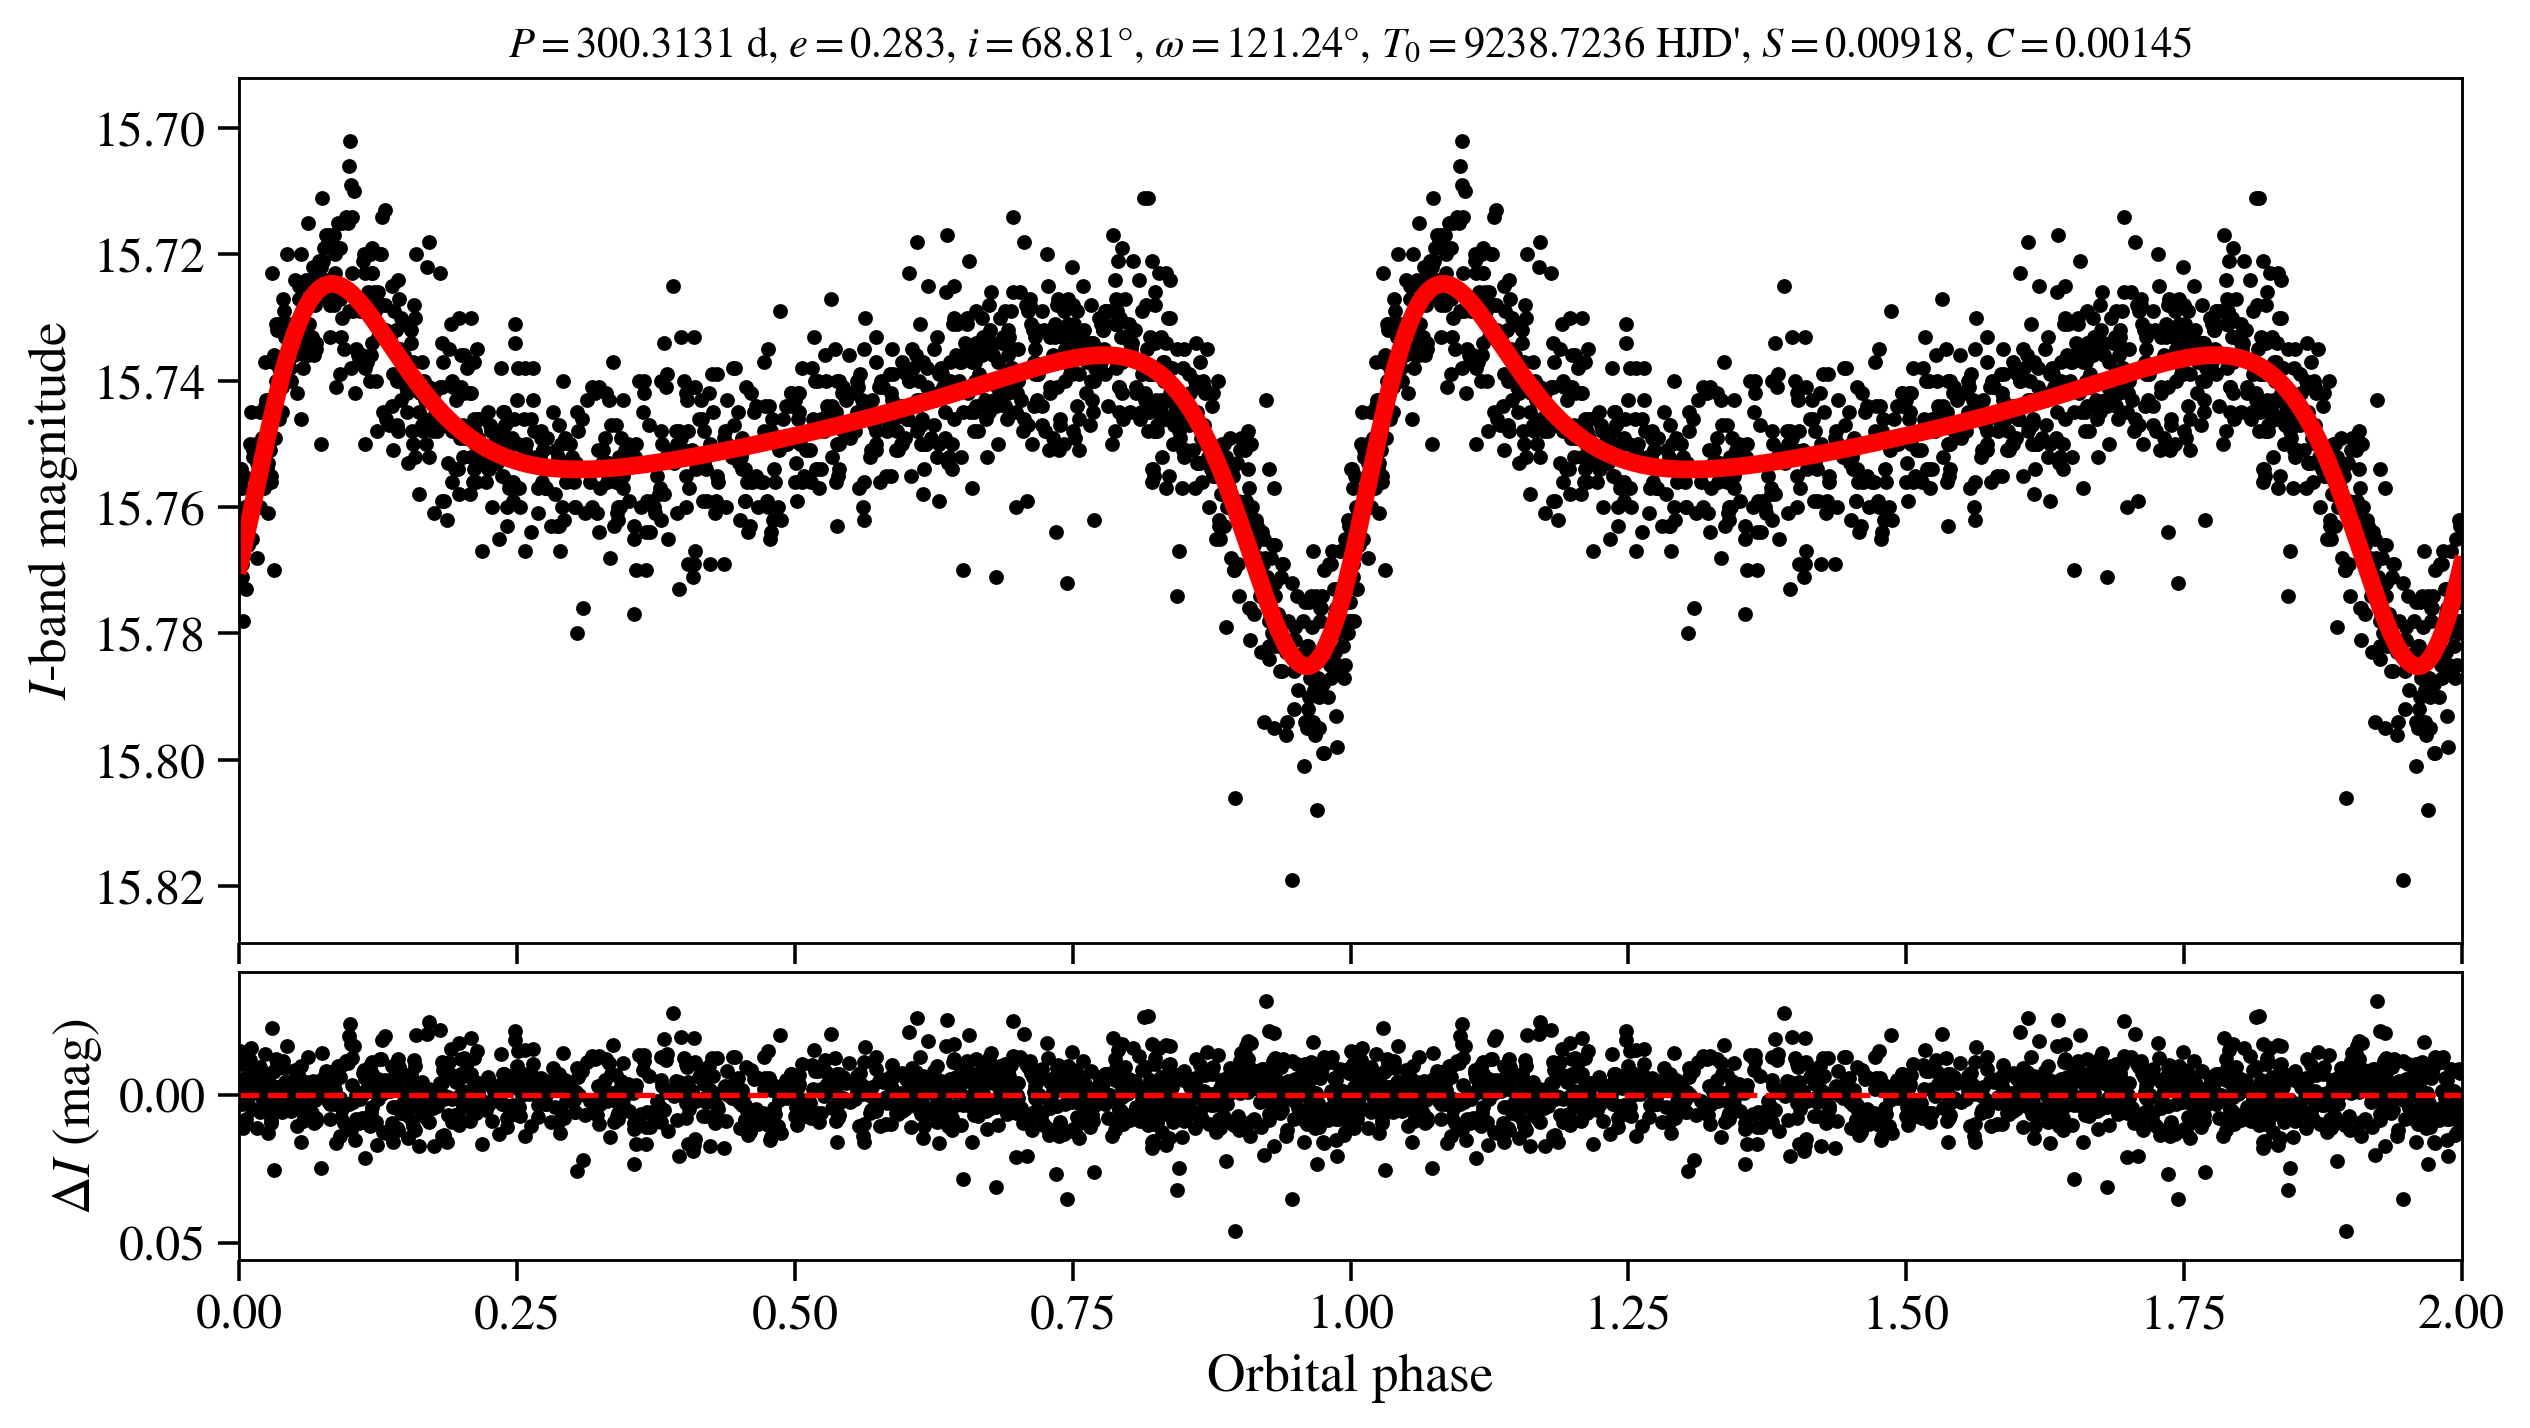 P = 300.3131 d, e = 0.283, i = 68.81°, ω = 121.24°, T₀ = 9238.7236 HJD', S = 0.00918, C = 0.00145
I-band magnitude
15.70
15.72
15.74
15.76
15.78
15.80
15.82
ΔI (mag)
0.00
0.05
0.00 0.25 0.50 0.75 1.00 1.25 1.50 1.75 2.00
Orbital phase